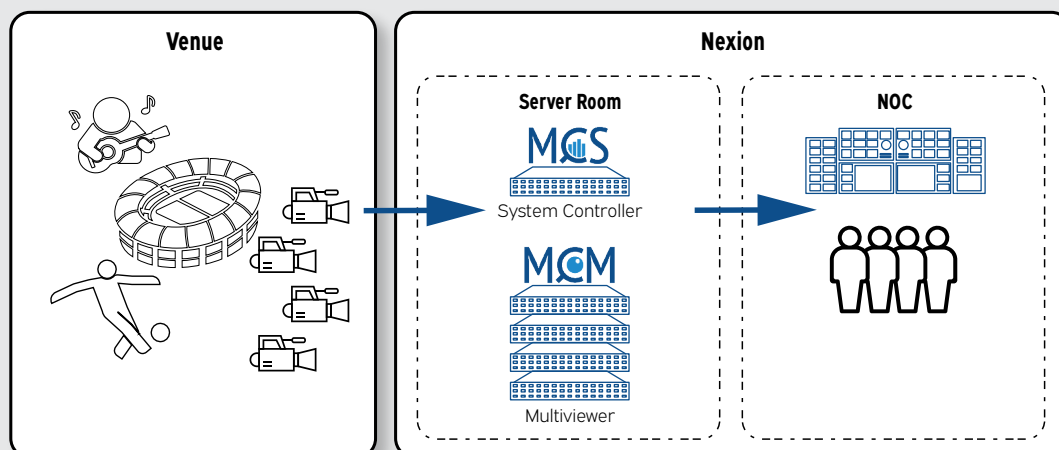 Venue
Nexion
Server Room
NOC
MCS
System Controller
MCM
Multiviewer